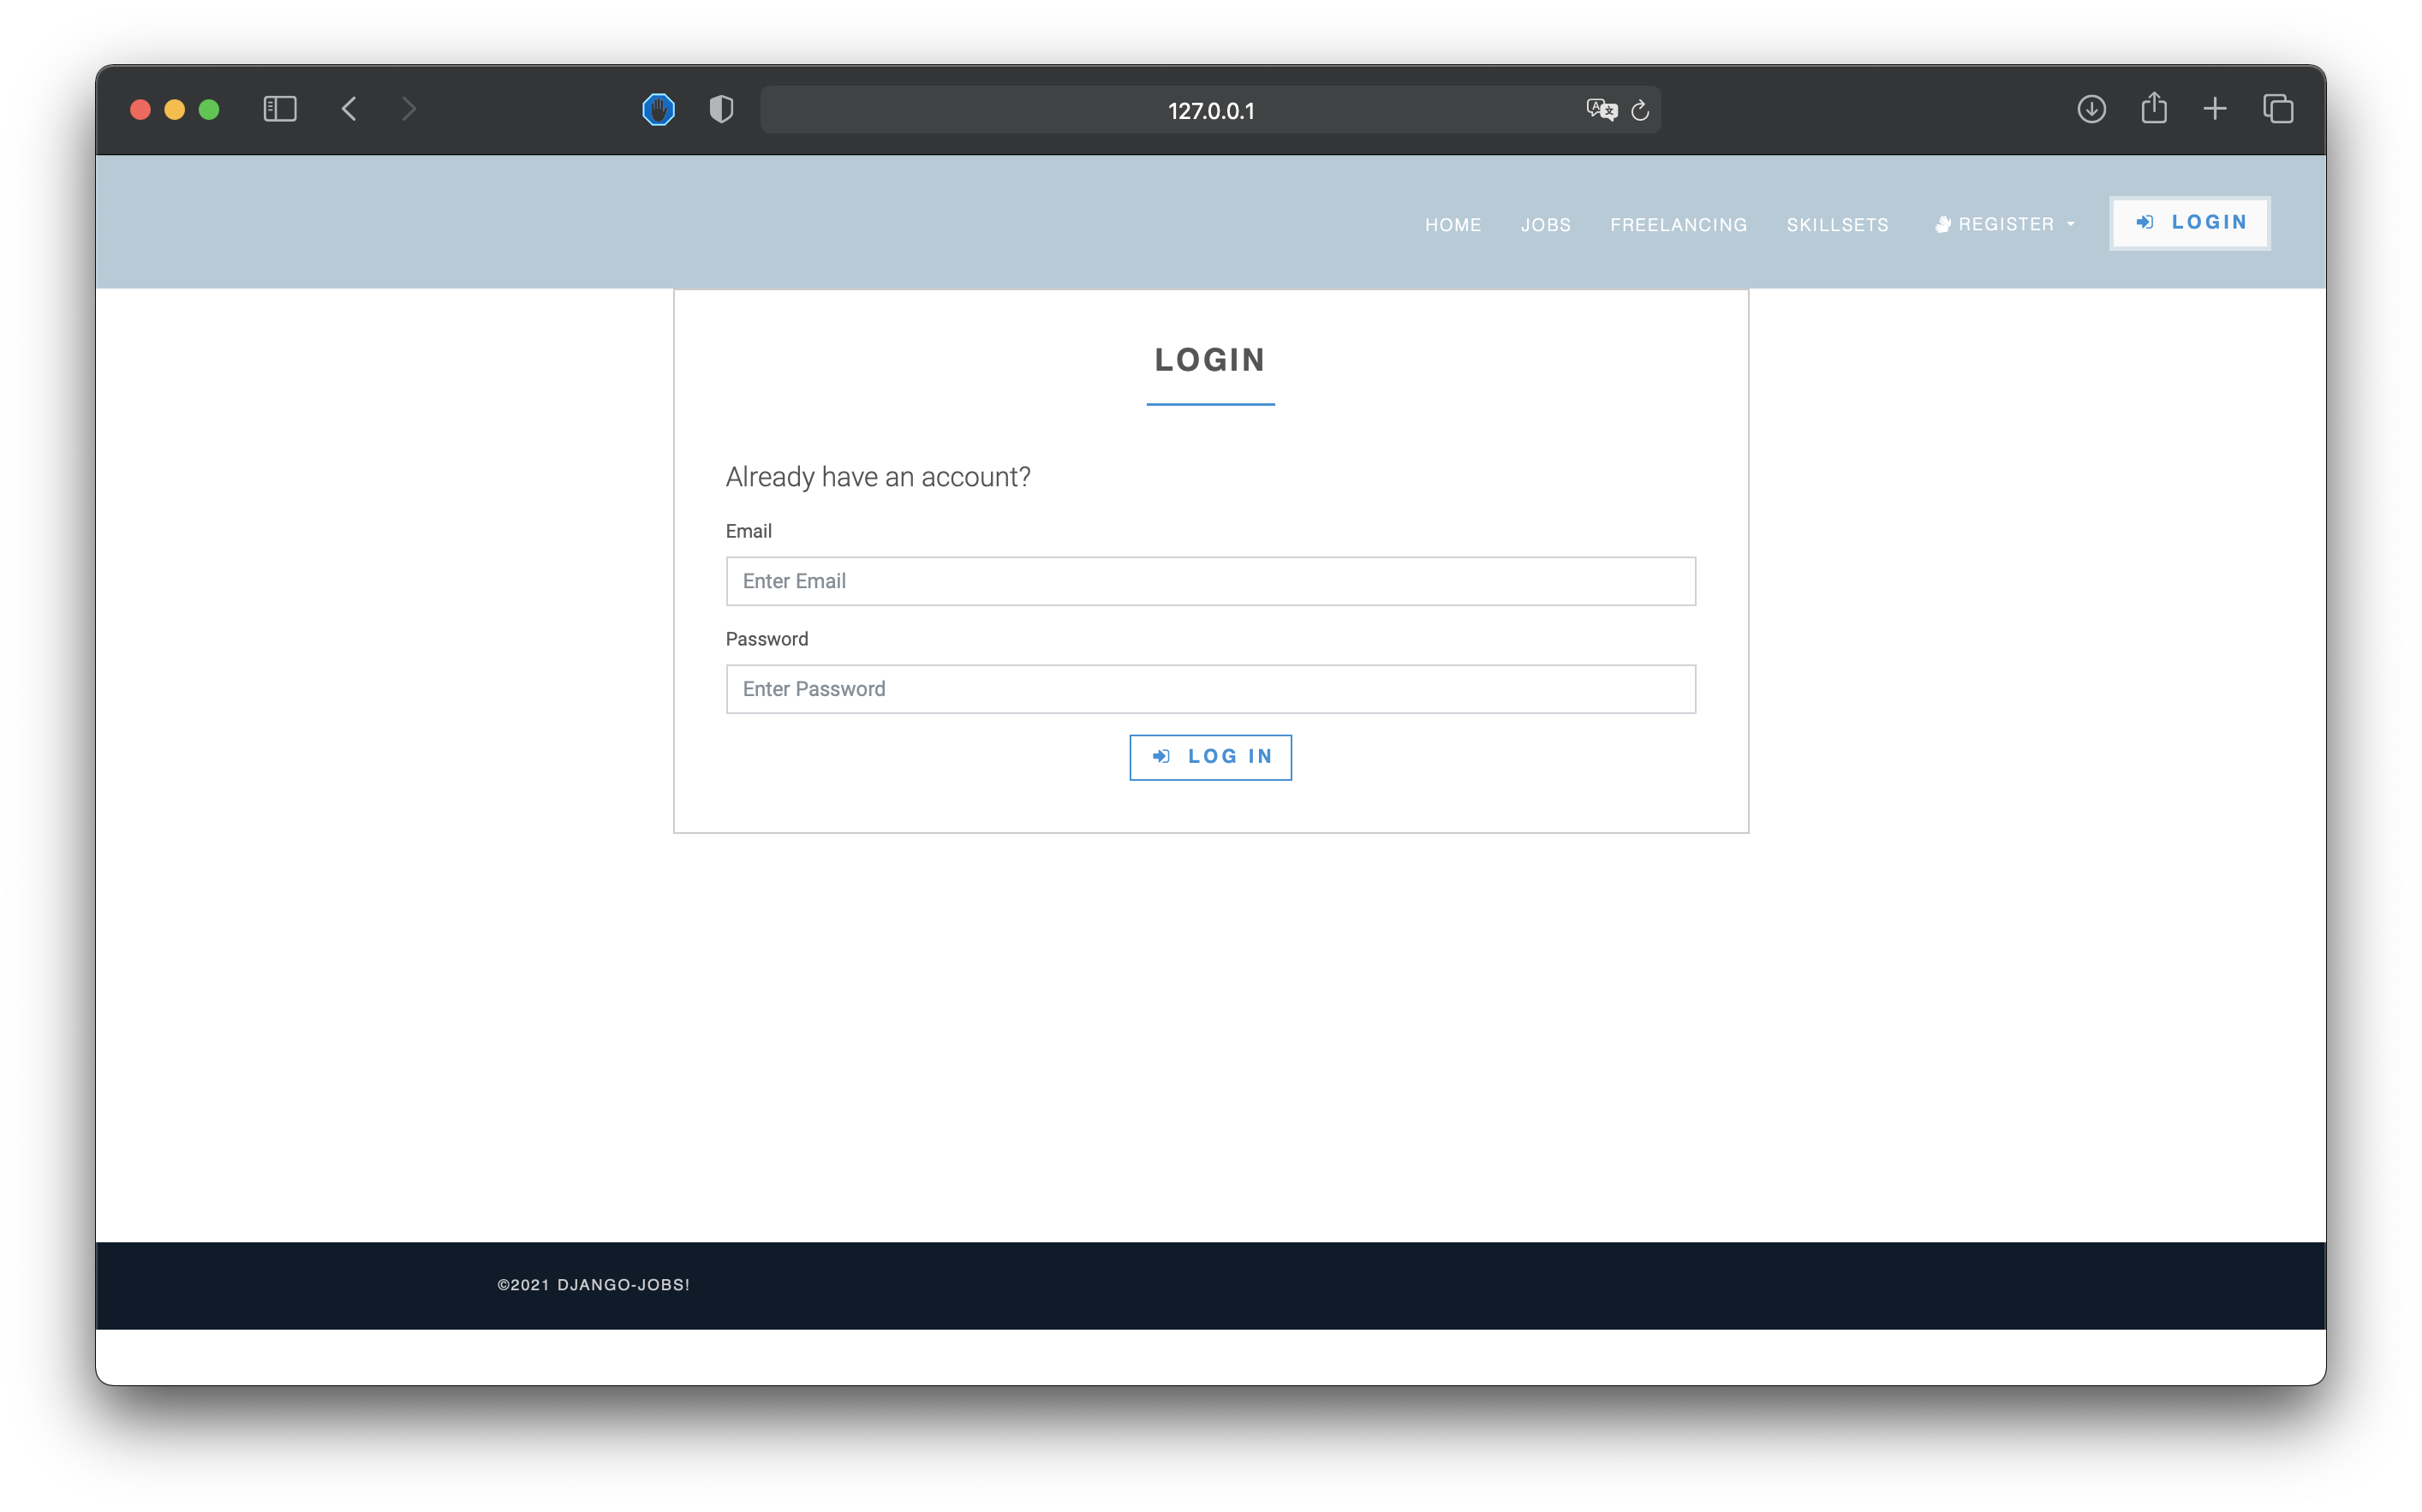 127.0.0.1
HOME JOBS FREELANCING SKILLSETS REGISTER LOGIN
LOGIN
Already have an account?
Email
Enter Email
Password
Enter Password
LOG IN
©2021 DJANGO-JOBS!